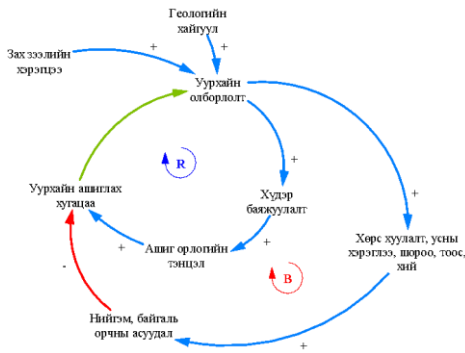 Геологийн
хайгуул
+
+
Зах зээлийн
хэрэгцээ
Уурхайн
олборлолт
R
+
+
Уурхайн ашиглах
хугацаа
Хүдэр
баяжуулалт
+
+
Ашиг орлогийн
тэнцэл
Хөрс хуулалт, усны
хэрэглээ, шороо, тоос,
хий
B
-
Нийгэм, байгаль
орчны асуудал
+